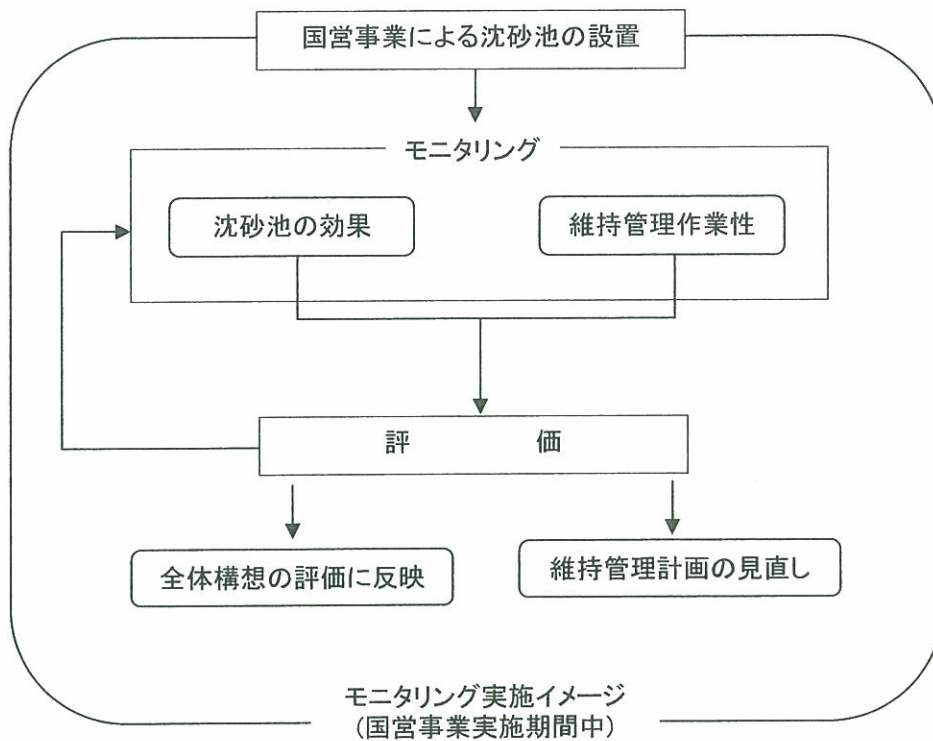 国営事業による沈砂池の設置
モニタリング
沈砂池の効果
維持管理作業性
評　価
全体構想の評価に反映
維持管理計画の見直し
モニタリング実施イメージ
(国営事業実施期間中)